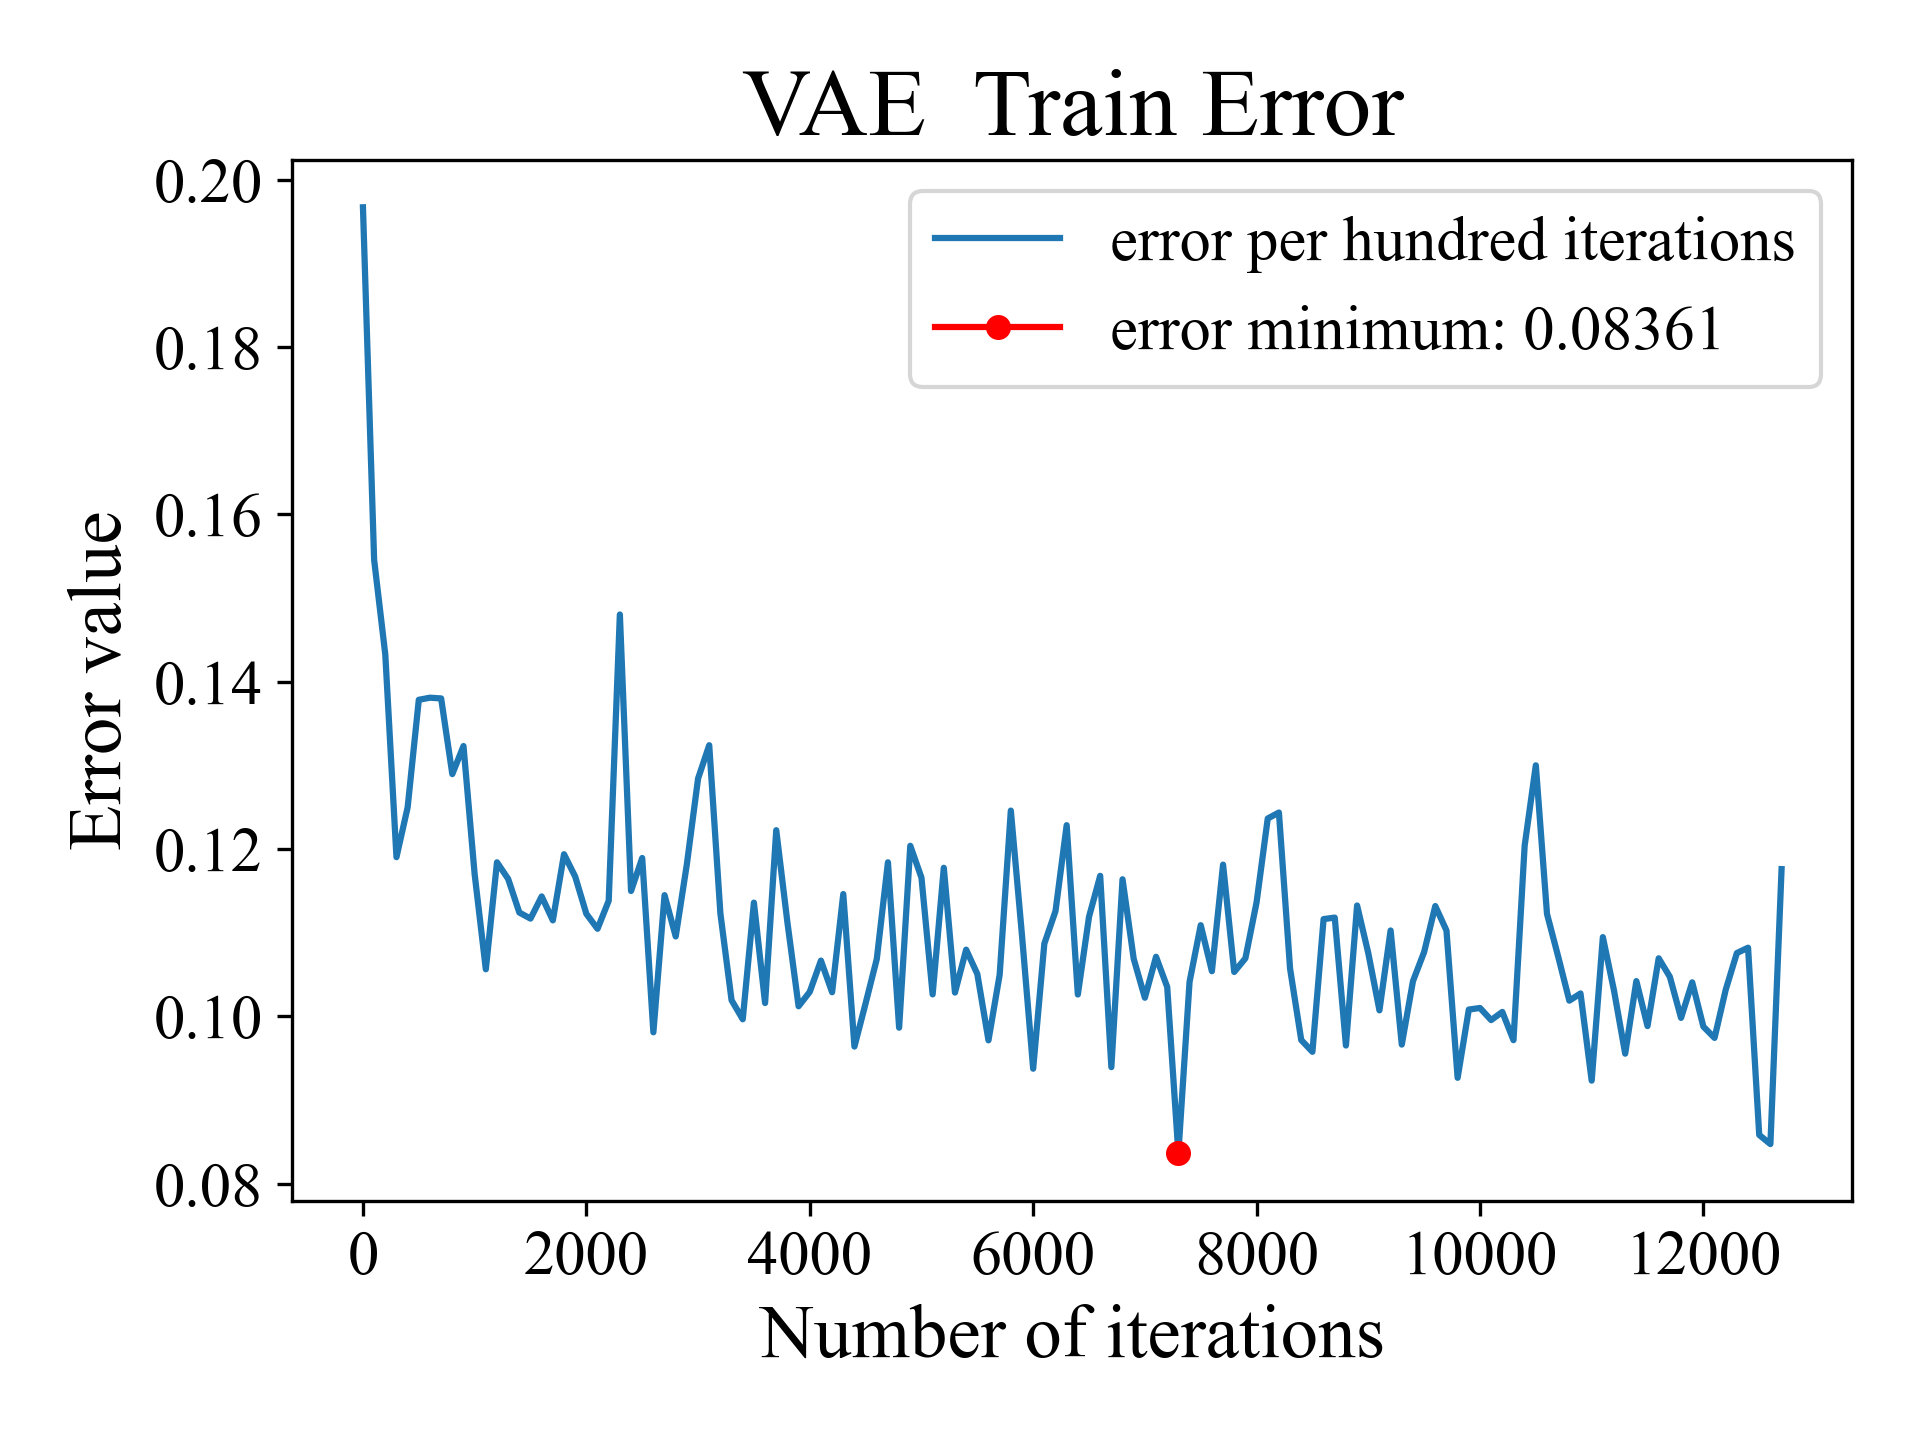 VAE  Train Error
error per hundred iterations
error minimum: 0.08361
0.20
0.18
0.16
0.14
0.12
0.10
0.08
Error value
0 2000 4000 6000 8000 10000 12000
Number of iterations